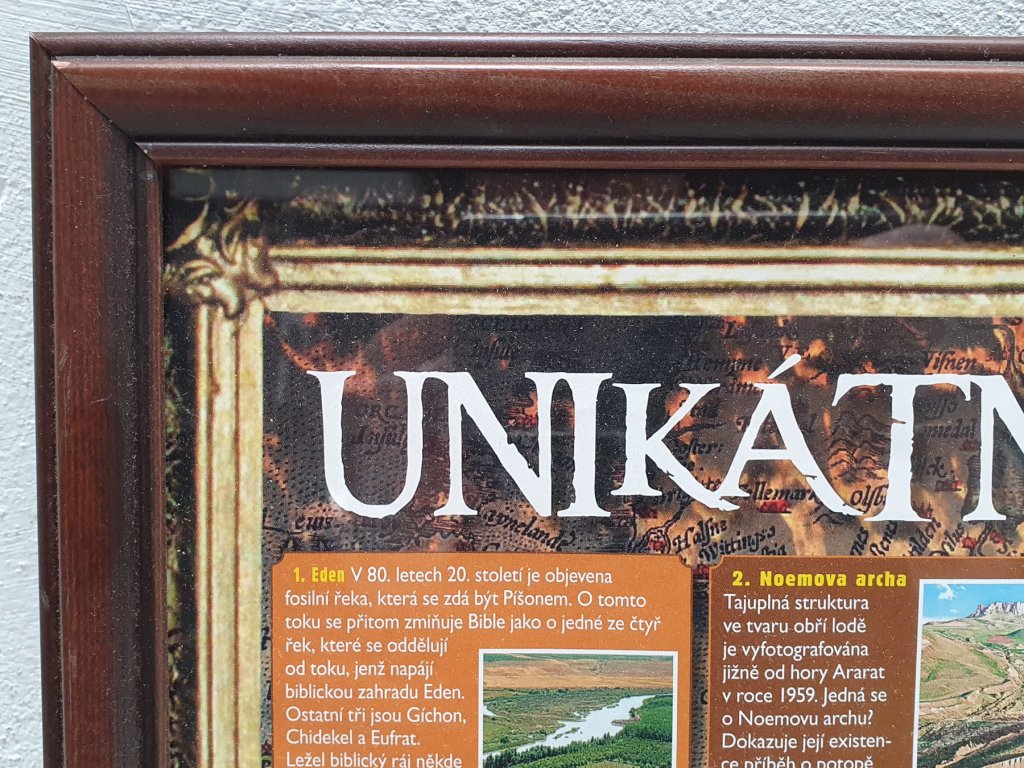 UNIKÁTN
1. Eden V 80. letech 20. století je objevena
fosilní řeka, která se zdá být Píšonem. O tomto
toku se přitom zmiňuje Bible jako o jedné ze čtyř
řek, které se oddělují
od toku, jenž napájí
biblickou zahradu Eden.
Ostatní tři jsou Gíchon,
Chidekel a Eufrat.
Ležel biblický ráj někde
2. Noemova archa
Tajuplná struktura
ve tvaru obří lodě
je vyfotografována
jižně od hory Ararat
v roce 1959. Jedná se
o Noemovu archu?
Dokazuje její existen-
ce příběh o potopě